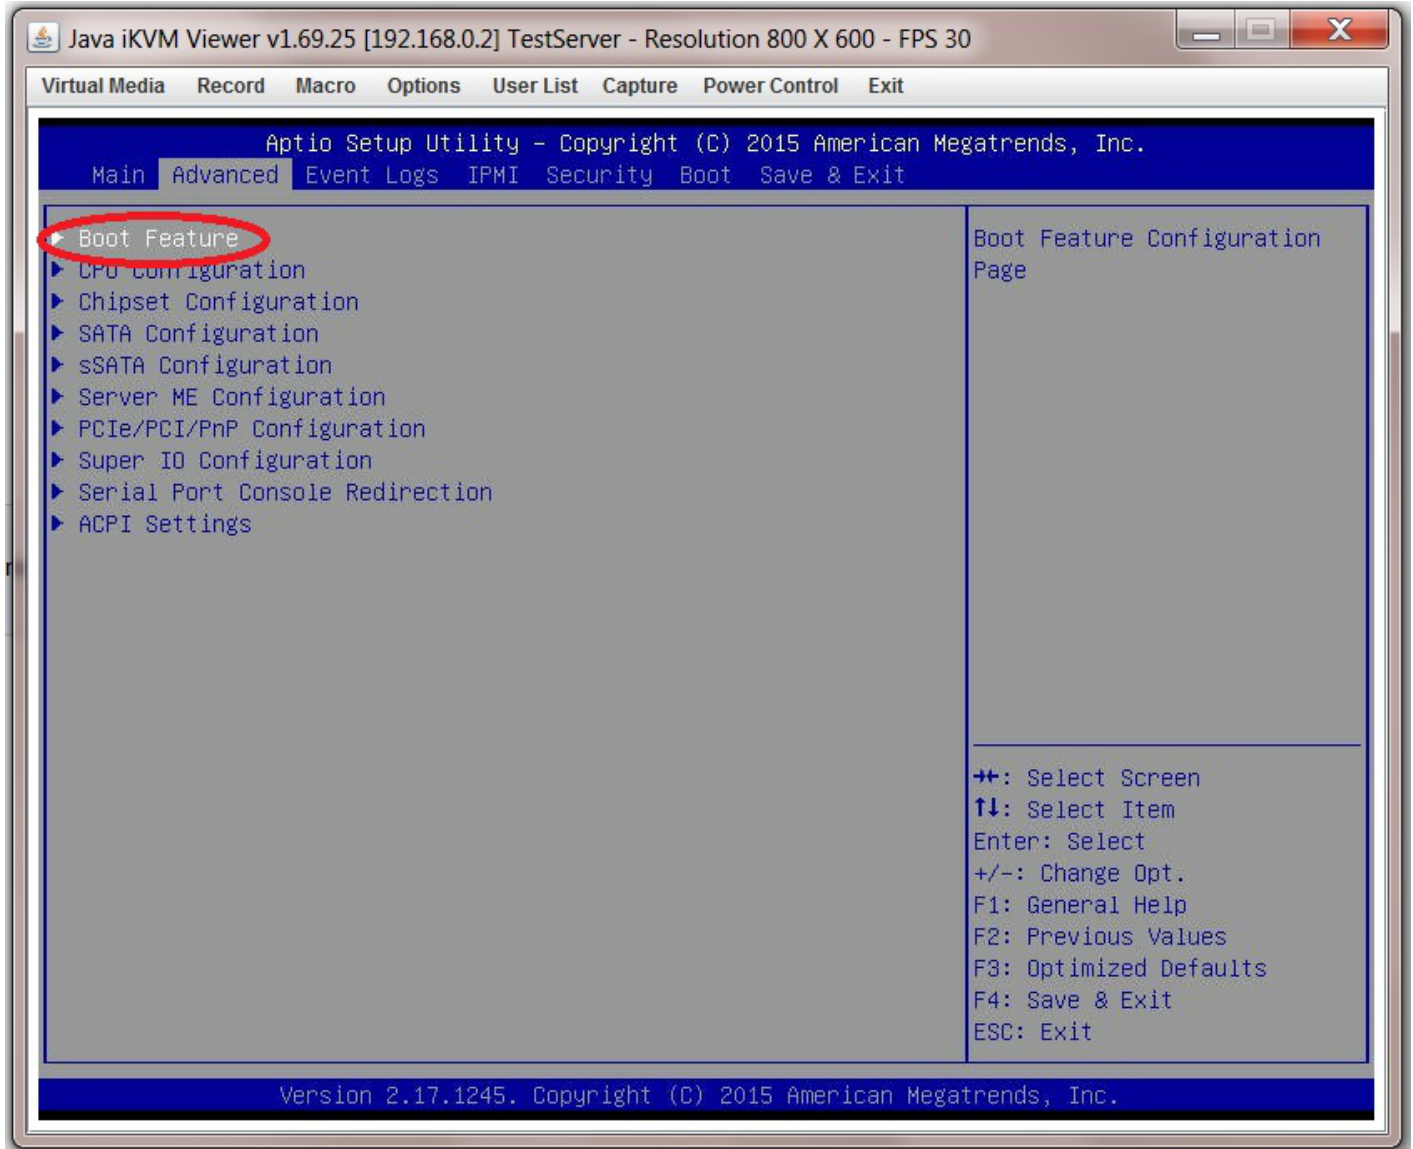 Java iKVM Viewer v1.69.25 [192.168.0.2] TestServer - Resolution 800 X 600 - FPS 30
Virtual Media Record Macro Options User List Capture Power Control Exit
Aptio Setup Utility – Copyright (C) 2015 American Megatrends, Inc.
Main Advanced Event Logs IPMI Security Boot Save & Exit
Boot Feature
CPU Configuration
Chipset Configuration
SATA Configuration
sSATA Configuration
Server ME Configuration
PCIe/PCI/PnP Configuration
Super IO Configuration
Serial Port Console Redirection
ACPI Settings
Boot Feature Configuration
Page
→←: Select Screen
↑↓: Select Item
Enter: Select
+/-: Change Opt.
F1: General Help
F2: Previous Values
F3: Optimized Defaults
F4: Save & Exit
ESC: Exit
Version 2.17.1245. Copyright (C) 2015 American Megatrends, Inc.